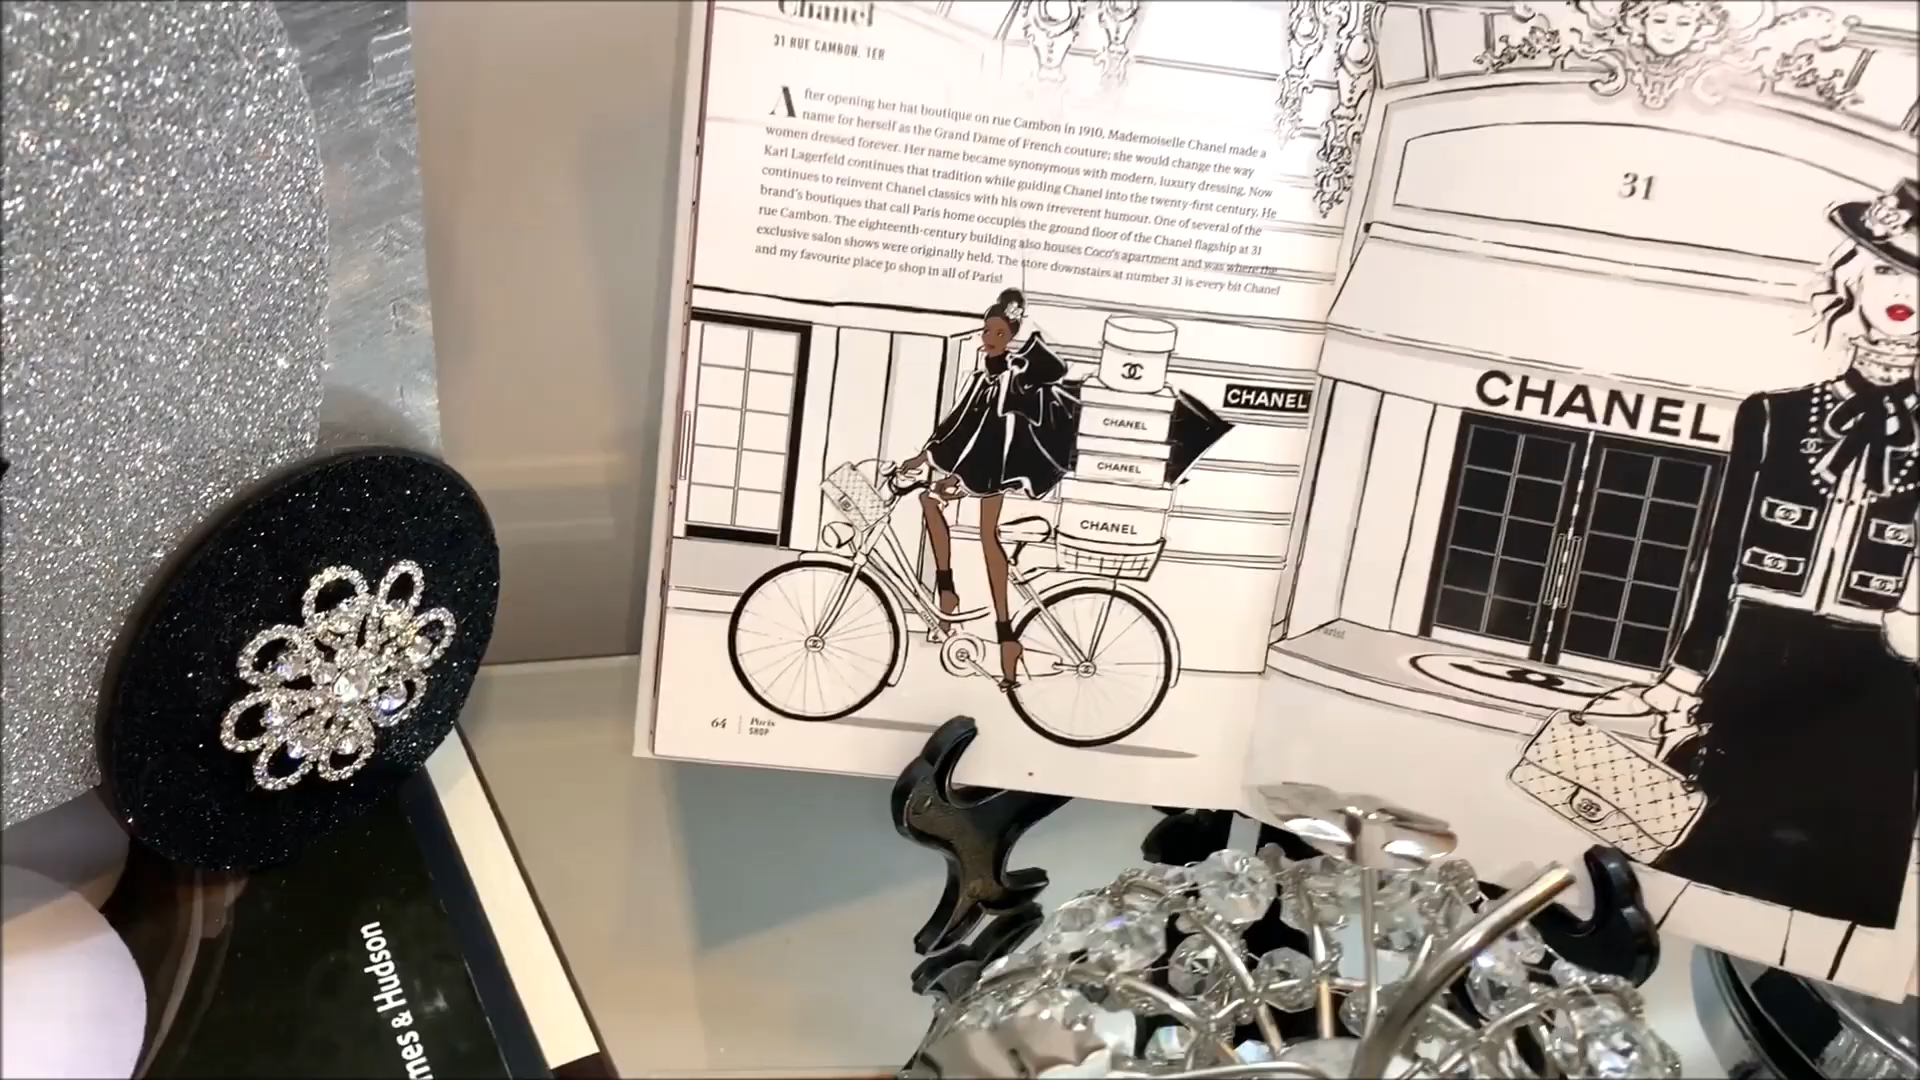 Chanel
31 RUE CAMBON, 1ER
After opening her hat boutique on rue Cambon in 1910, Mademoiselle Chanel made a
name for herself as the Grand Dame of French couture; she would change the way
women dressed forever. Her name became synonymous with modern, luxury dressing. Now
Karl Lagerfeld continues that tradition while guiding Chanel into the twenty-first century. He
continues to reinvent Chanel classics with his own irreverent humour. One of several of the
brand's boutiques that call Paris home occupies the ground floor of the Chanel flagship at 31
rue Cambon. The eighteenth-century building also houses Coco's apartment and was where the
exclusive salon shows were originally held. The store downstairs at number 31 is every bit Chanel
and my favourite place to shop in all of Paris!
CHANEL
CHANEL
CHANEL
CHANEL
64
Paris
SHOP
31
CHANEL
mes & Hudson